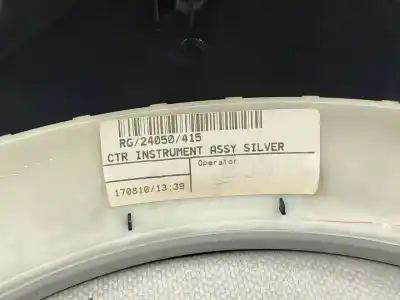 RG/24050/415
CTR INSTRUMENT ASSY SILVER
Operator
170810/13:39